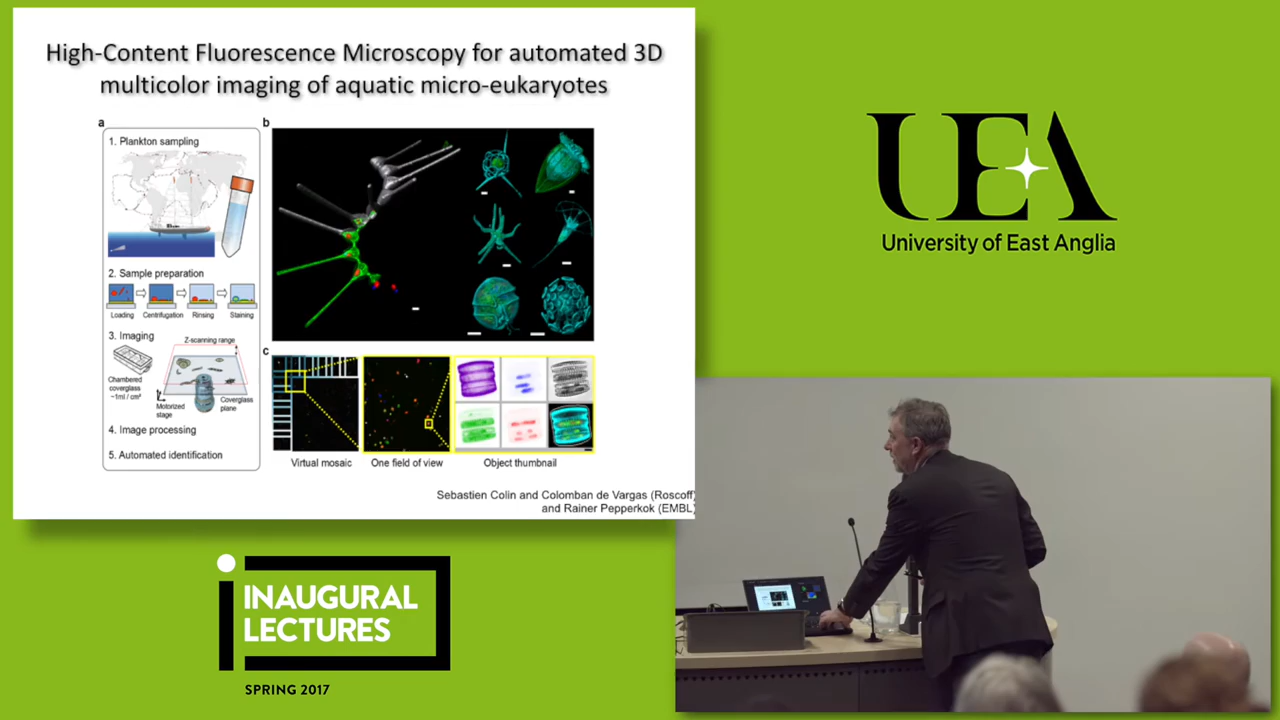 High-Content Fluorescence Microscopy for automated 3D
multicolor imaging of aquatic micro-eukaryotes
a
1. Plankton sampling
2. Sample preparation
Loading
Centrifugation
Rinsing
Staining
3. Imaging
Z-scanning range
Chambered
coverglass
~1ml / cm²
Motorized
stage
Coverglass
plane
4. Image processing
5. Automated identification
b
c
Virtual mosaic
One field of view
Object thumbnail
Sebastien Colin and Colomban de Vargas (Roscoff)
and Rainer Pepperkok (EMBL)
UEA
University of East Anglia
INAUGURAL
LECTURES
SPRING 2017